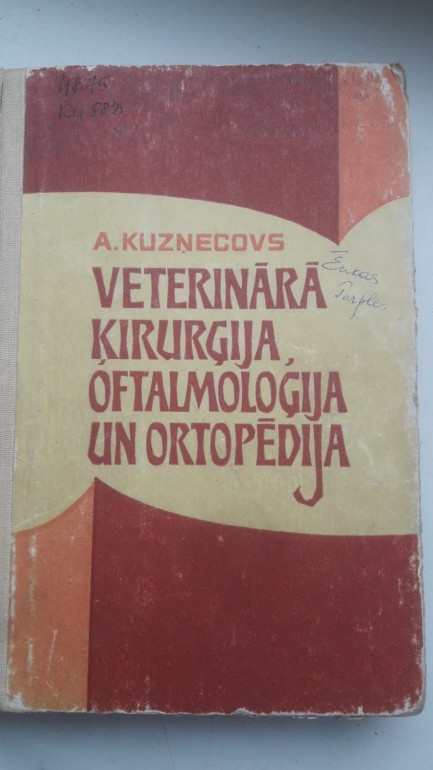 A. KUZŅECOVS
VETERINĀRĀ
ĶIRURĢIJA,
OFTALMOLOĢIJA
UN ORTOPĒDIJA